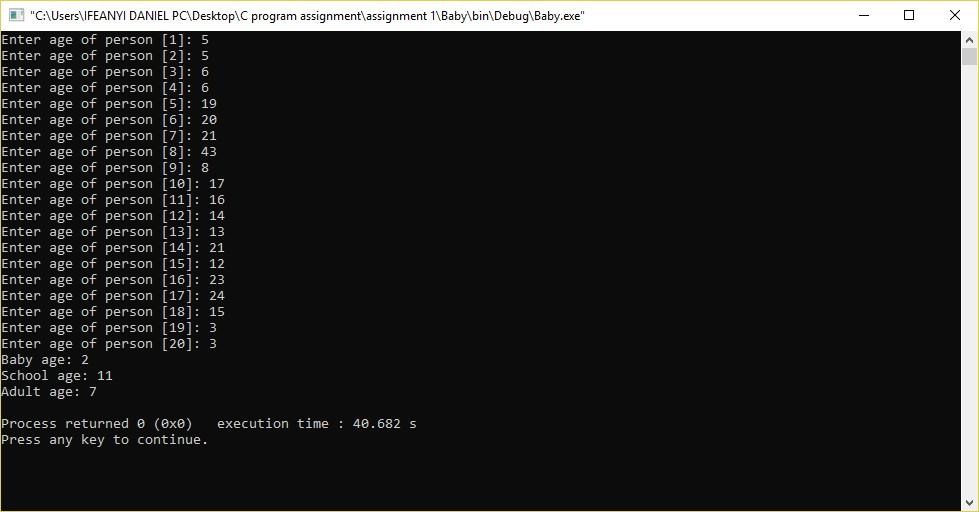 "C:\Users\IFEANYI DANIEL PC\Desktop\C program assignment\assignment 1\Baby\bin\Debug\Baby.exe"
Enter age of person [1]: 5
Enter age of person [2]: 5
Enter age of person [3]: 6
Enter age of person [4]: 6
Enter age of person [5]: 19
Enter age of person [6]: 20
Enter age of person [7]: 21
Enter age of person [8]: 43
Enter age of person [9]: 8
Enter age of person [10]: 17
Enter age of person [11]: 16
Enter age of person [12]: 14
Enter age of person [13]: 13
Enter age of person [14]: 21
Enter age of person [15]: 12
Enter age of person [16]: 23
Enter age of person [17]: 24
Enter age of person [18]: 15
Enter age of person [19]: 3
Enter age of person [20]: 3
Baby age: 2
School age: 11
Adult age: 7
Process returned 0 (0x0)   execution time : 40.682 s
Press any key to continue.